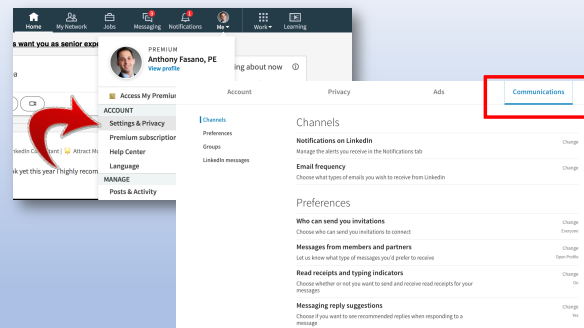 Home My Network Jobs Messaging Notifications Me Work Learning
s want you as senior expe
PREMIUM
Anthony Fasano, PE
View profile
ing about now
a
Access My Premiur
ACCOUNT
Settings & Privacy
Premium subscription
Help Center
Language
MANAGE
Posts & Activity
Attract Mu
k yet this year I highly recom
Account Privacy Ads Communications
Channels
Preferences
Groups
LinkedIn messages
Channels
Notifications on LinkedIn Change
Manage the alerts you receive in the Notifications tab
Email frequency Change
Choose what types of emails you wish to receive from LinkedIn
Preferences
Who can send you invitations Change
Choose who can send you invitations to connect Everyone
Messages from members and partners Change
Let us know what type of messages you'd prefer to receive Open Profile
Read receipts and typing indicators Change
Choose whether or not you want to send and receive read receipts for your On
messages
Messaging reply suggestions Change
Choose if you want to see recommended replies when responding to a Yes
message